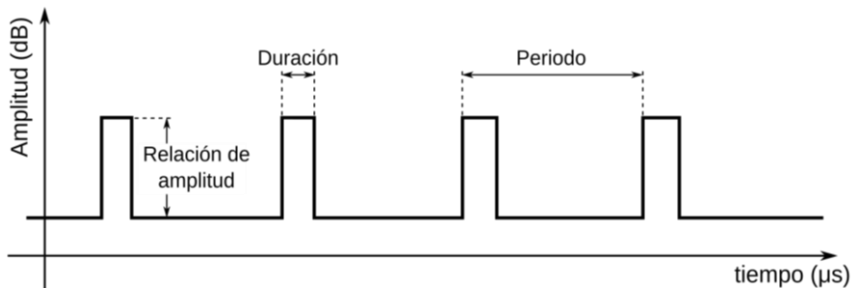 Amplitud (dB)
Duración
Periodo
Relación de
amplitud
tiempo (μs)